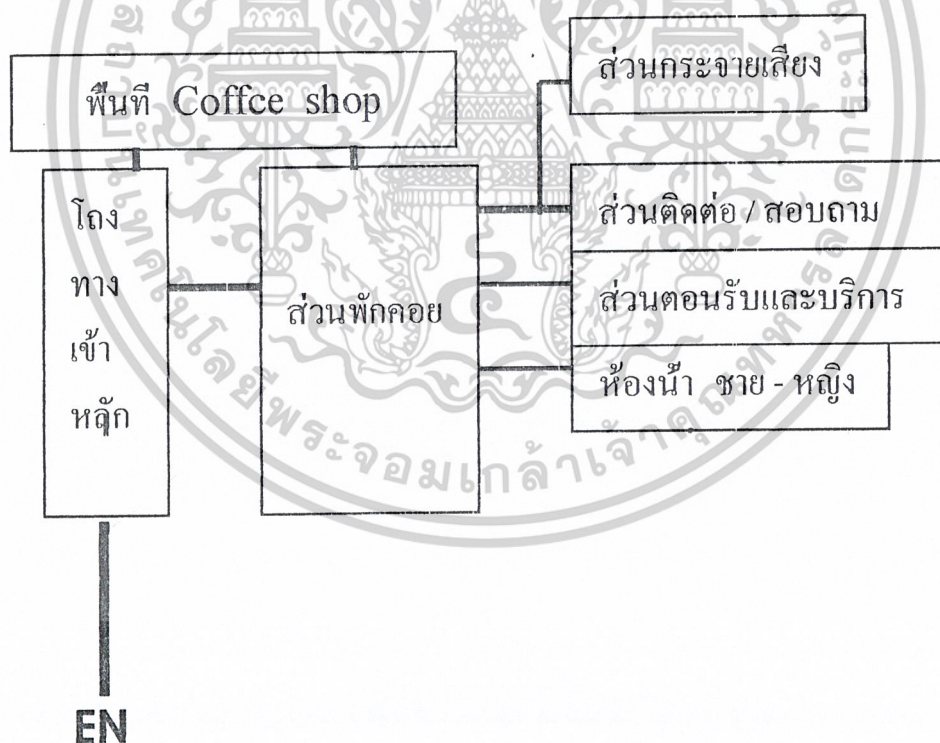 ส่วนกระจายเสียง
พื้นที่ Coffce shop
โถง
ทาง
เข้า
หลัก
ส่วนพักคอย
ส่วนติดต่อ / สอบถาม
ส่วนตอนรับและบริการ
ห้องน้ำ ชาย - หญิง
EN